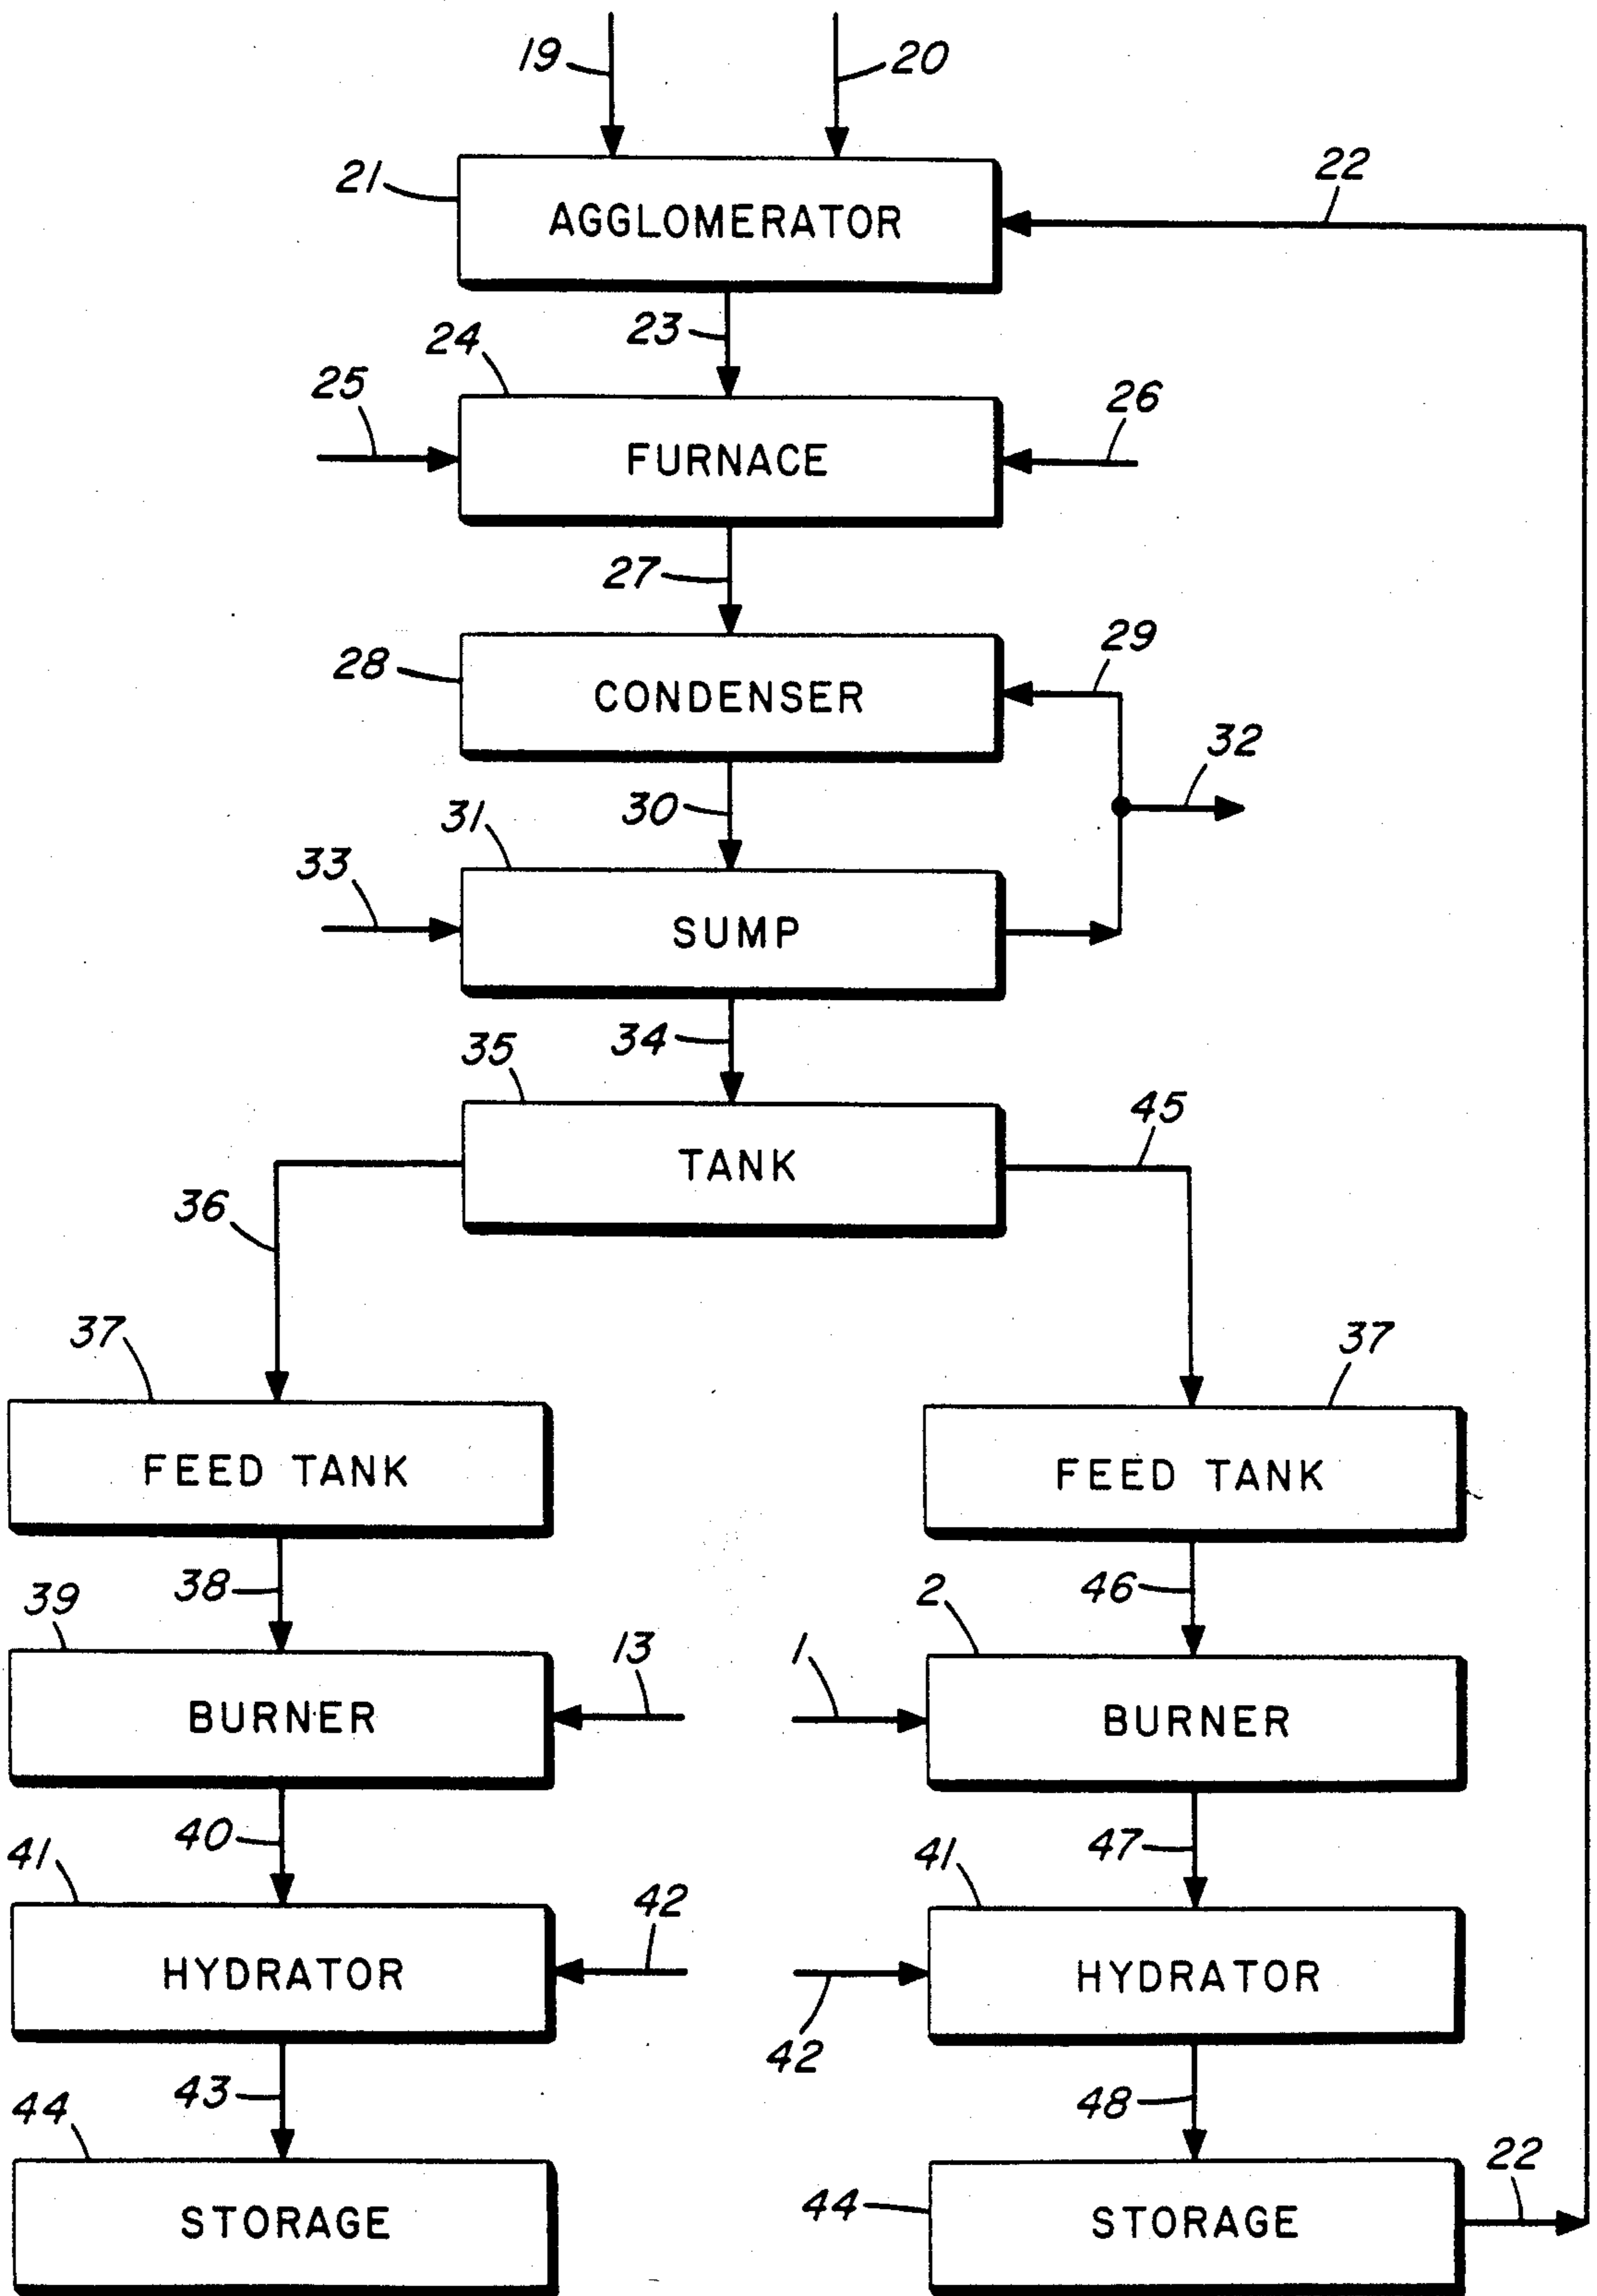 19
20
21
AGGLOMERATOR
22
23
24
25
FURNACE
26
27
28
CONDENSER
29
30
31
32
33
SUMP
34
35
TANK
45
36
37
FEED TANK
37
FEED TANK
38
39
BURNER
13
46
2
1
BURNER
40
41
HYDRATOR
42
47
41
HYDRATOR
42
43
44
STORAGE
48
44
STORAGE
22